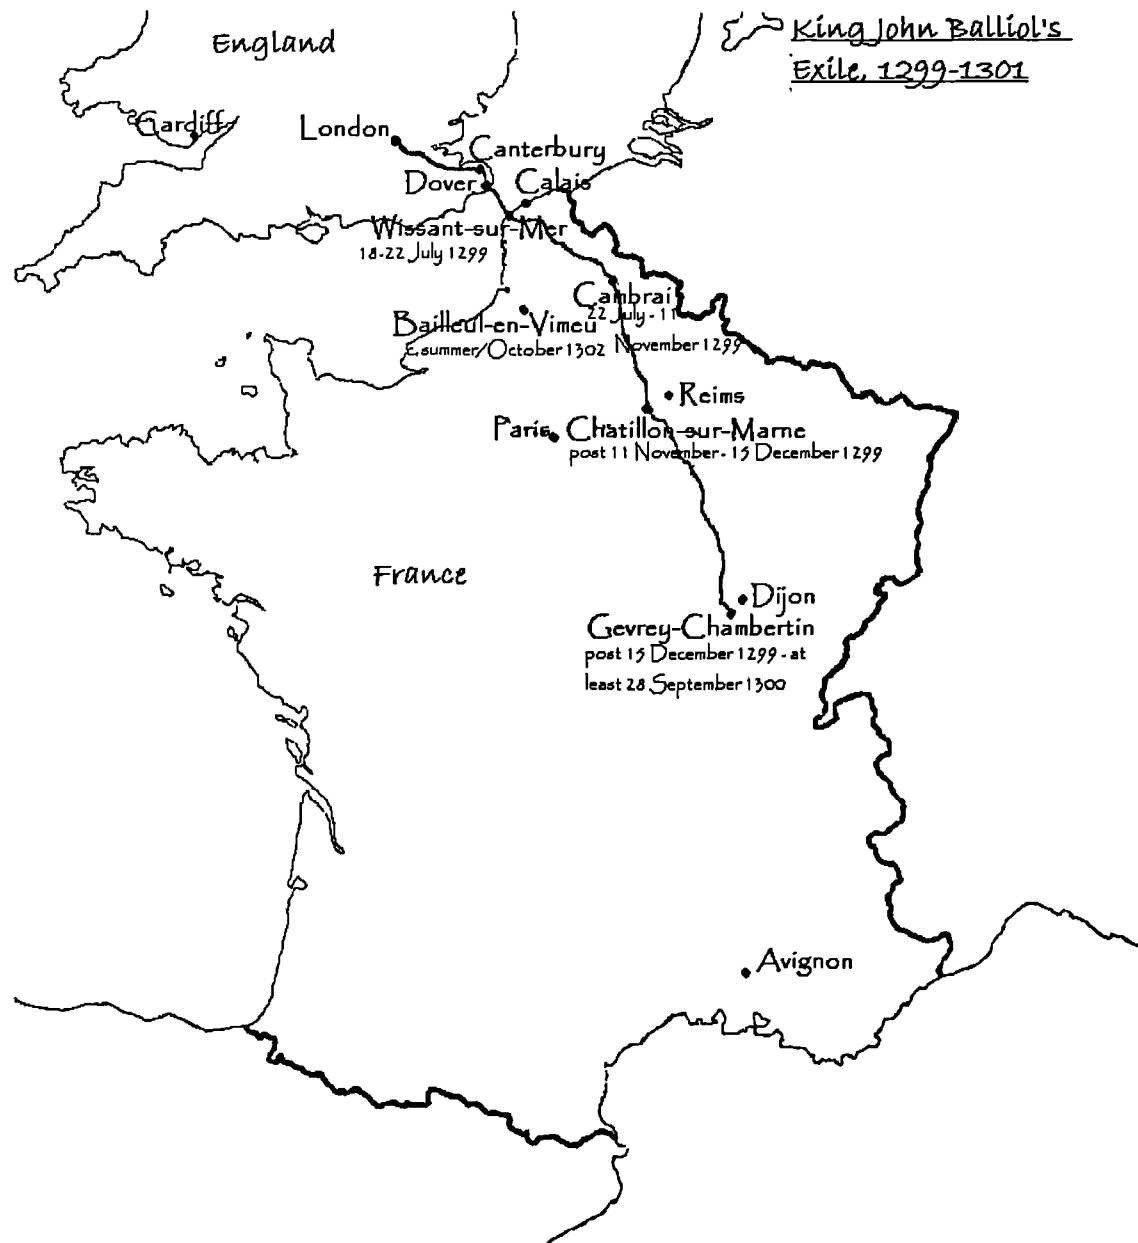 King John Balliol's
Exile, 1299-1301
England
Cardiff
London
Canterbury
Dover
Calais
Wissant-sur-Mer
18-22 July 1299
Cambrai
22 July - 11
November 1299
Bailleul-en-Vimeu
c. summer/October 1302
Reims
Paris
Chatillon-sur-Marne
post 11 November - 15 December 1299
France
Dijon
Gevrey-Chambertin
post 15 December 1299 - at
least 28 September 1300
Avignon